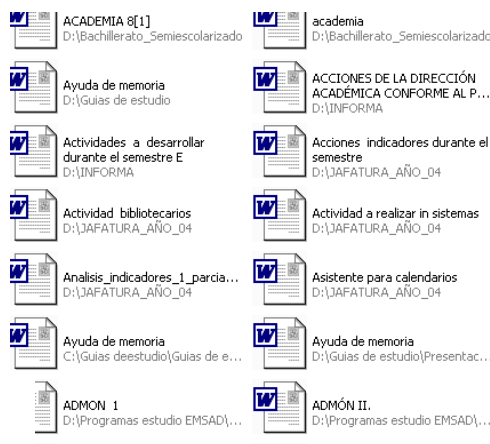 ACADEMIA 8[1]
D:\Bachillerato_Semiescolarizado
academia
D:\Bachillerato_Semiescolarizado
Ayuda de memoria
D:\Guias de estudio
ACCIONES DE LA DIRECCIÓN
ACADÉMICA CONFORME AL P...
D:\INFORMA
Actividades a desarrollar
durante el semestre E
D:\INFORMA
Acciones indicadores durante el
semestre
D:\JAFATURA_AÑO_04
Actividad bibliotecarios
D:\JAFATURA_AÑO_04
Actividad a realizar in sistemas
D:\JAFATURA_AÑO_04
Analisis_indicadores_1_parcia...
D:\JAFATURA_AÑO_04
Asistente para calendarios
D:\JAFATURA_AÑO_04
Ayuda de memoria
C:\Guias deestudio\Guias de e...
Ayuda de memoria
D:\Guias de estudio\Presentac...
ADMON 1
D:\Programas estudio EMSAD\...
ADMÓN II.
D:\Programas estudio EMSAD\...